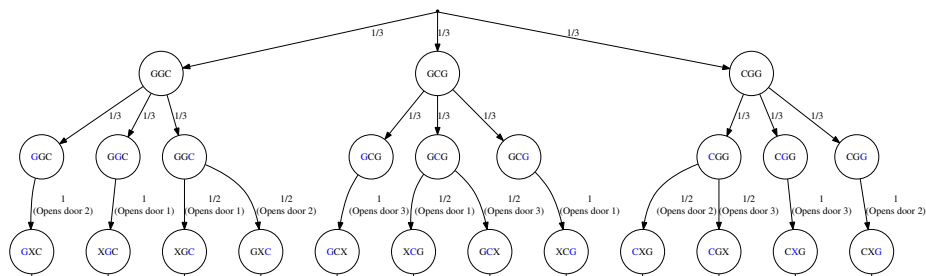 1/3 1/3 1/3
GGC GCG CGG
1/3 1/3 1/3 1/3 1/3 1/3 1/3 1/3 1/3
GGC GGC GGC GCG GCG GCG CGG CGG CGG
1 1 1/2 1/2 1 1/2 1/2 1 1/2 1/2 1 1
(Opens door 2) (Opens door 1) (Opens door 1) (Opens door 2) (Opens door 3) (Opens door 1) (Opens door 3) (Opens door 1) (Opens door 2) (Opens door 3) (Opens door 3) (Opens door 2)
GXC XGC XGC GXC GCX XCG GCX XCG CXG CGX CXG CXG